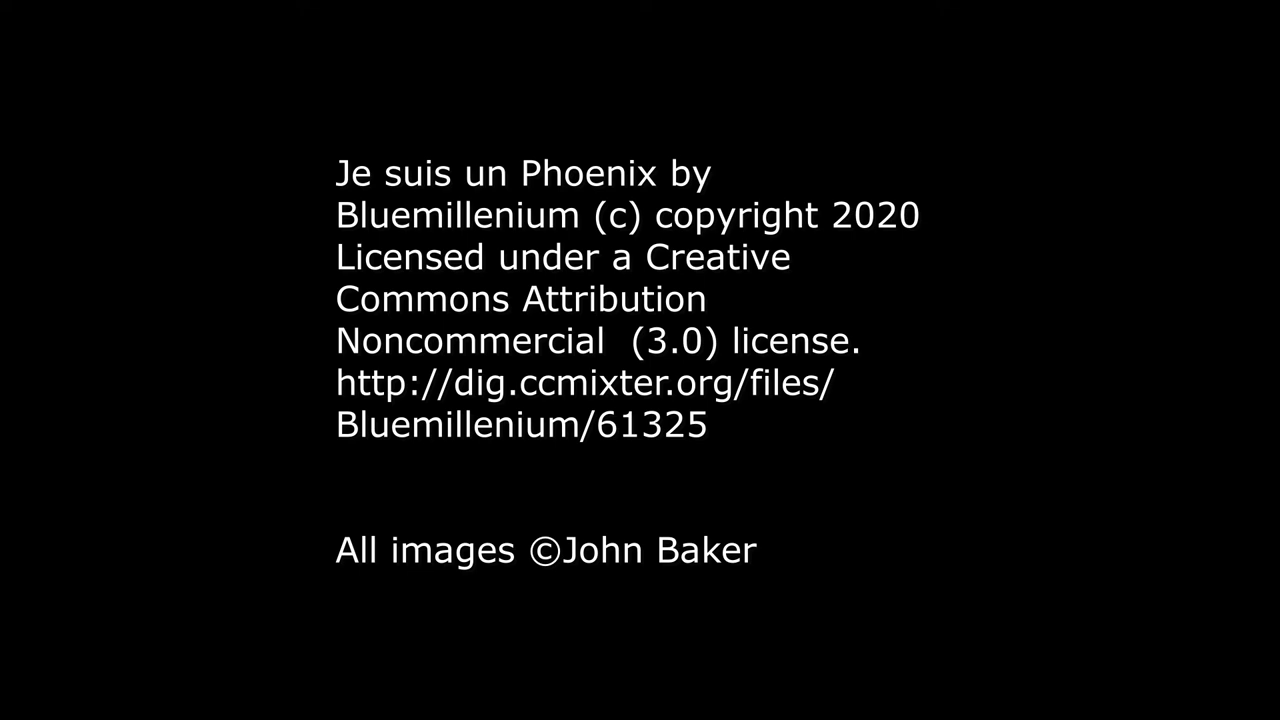 Je suis un Phoenix by
Bluemillenium (c) copyright 2020
Licensed under a Creative
Commons Attribution
Noncommercial  (3.0) license.
http://dig.ccmixter.org/files/
Bluemillenium/61325
All images ©John Baker